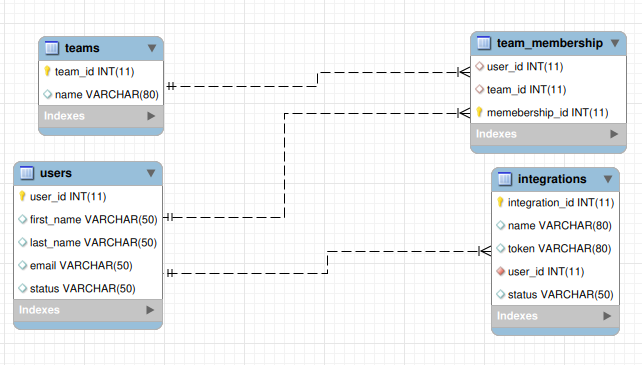 teams
team_id INT(11)
name VARCHAR(80)
Indexes
users
user_id INT(11)
first_name VARCHAR(50)
last_name VARCHAR(50)
email VARCHAR(50)
status VARCHAR(50)
Indexes
team_membership
user_id INT(11)
team_id INT(11)
memebership_id INT(11)
Indexes
integrations
integration_id INT(11)
name VARCHAR(80)
token VARCHAR(80)
user_id INT(11)
status VARCHAR(50)
Indexes